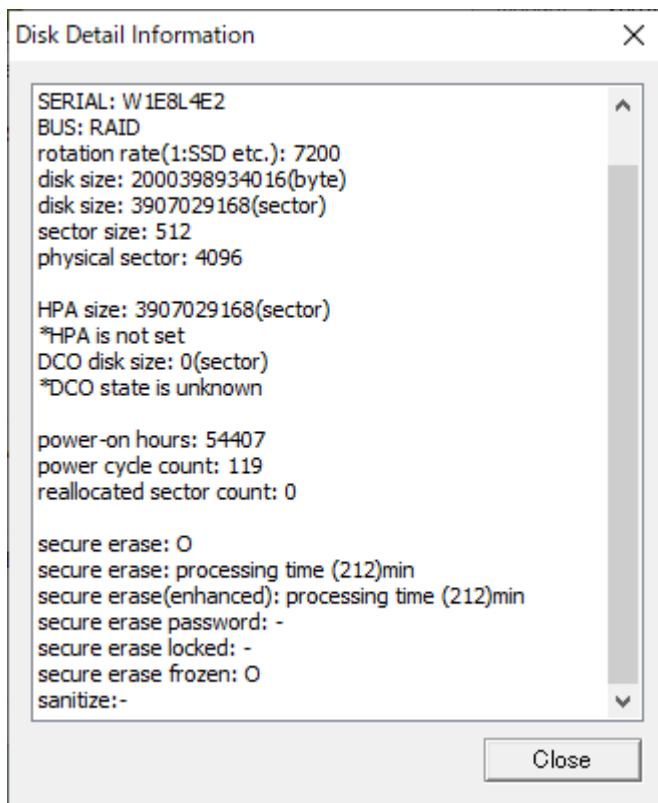 Disk Detail Information
SERIAL: W1E8L4E2
BUS: RAID
rotation rate(1:SSD etc.): 7200
disk size: 2000398934016(byte)
disk size: 3907029168(sector)
sector size: 512
physical sector: 4096
HPA size: 3907029168(sector)
*HPA is not set
DCO disk size: 0(sector)
*DCO state is unknown
power-on hours: 54407
power cycle count: 119
reallocated sector count: 0
secure erase: O
secure erase: processing time (212)min
secure erase(enhanced): processing time (212)min
secure erase password: -
secure erase locked: -
secure erase frozen: O
sanitize:-
Close